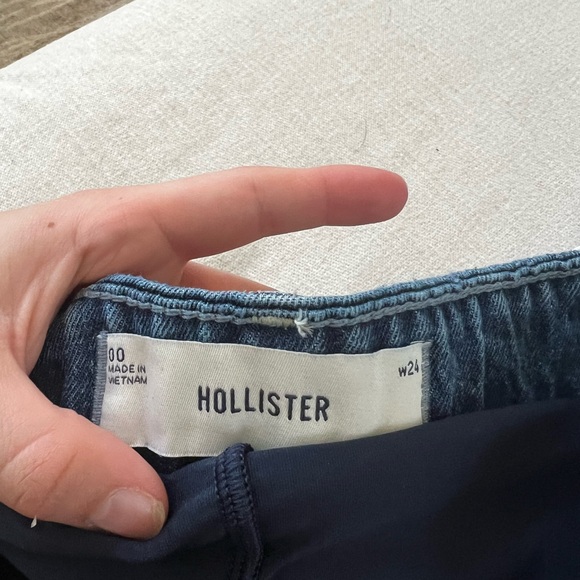 00
MADE IN
VIETNAM
HOLLISTER
W24